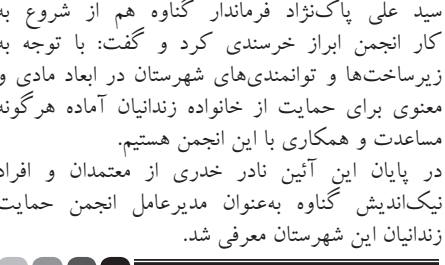 سید علی پاک‌نژاد فرماندار گناوه هم از شروع به
کار انجمن ابراز خرسندی کرد و گفت: با توجه به
زیرساخت‌ها و توانمندی‌های شهرستان در ابعاد مادی و
معنوی برای حمایت از خانواده زندانیان آماده هرگونه
مساعدت و همکاری با این انجمن هستیم.
در پایان این آئین نادر خدری از معتمدان و افراد
نیک‌اندیش گناوه به‌عنوان مدیرعامل انجمن حمایت
زندانیان این شهرستان معرفی شد.